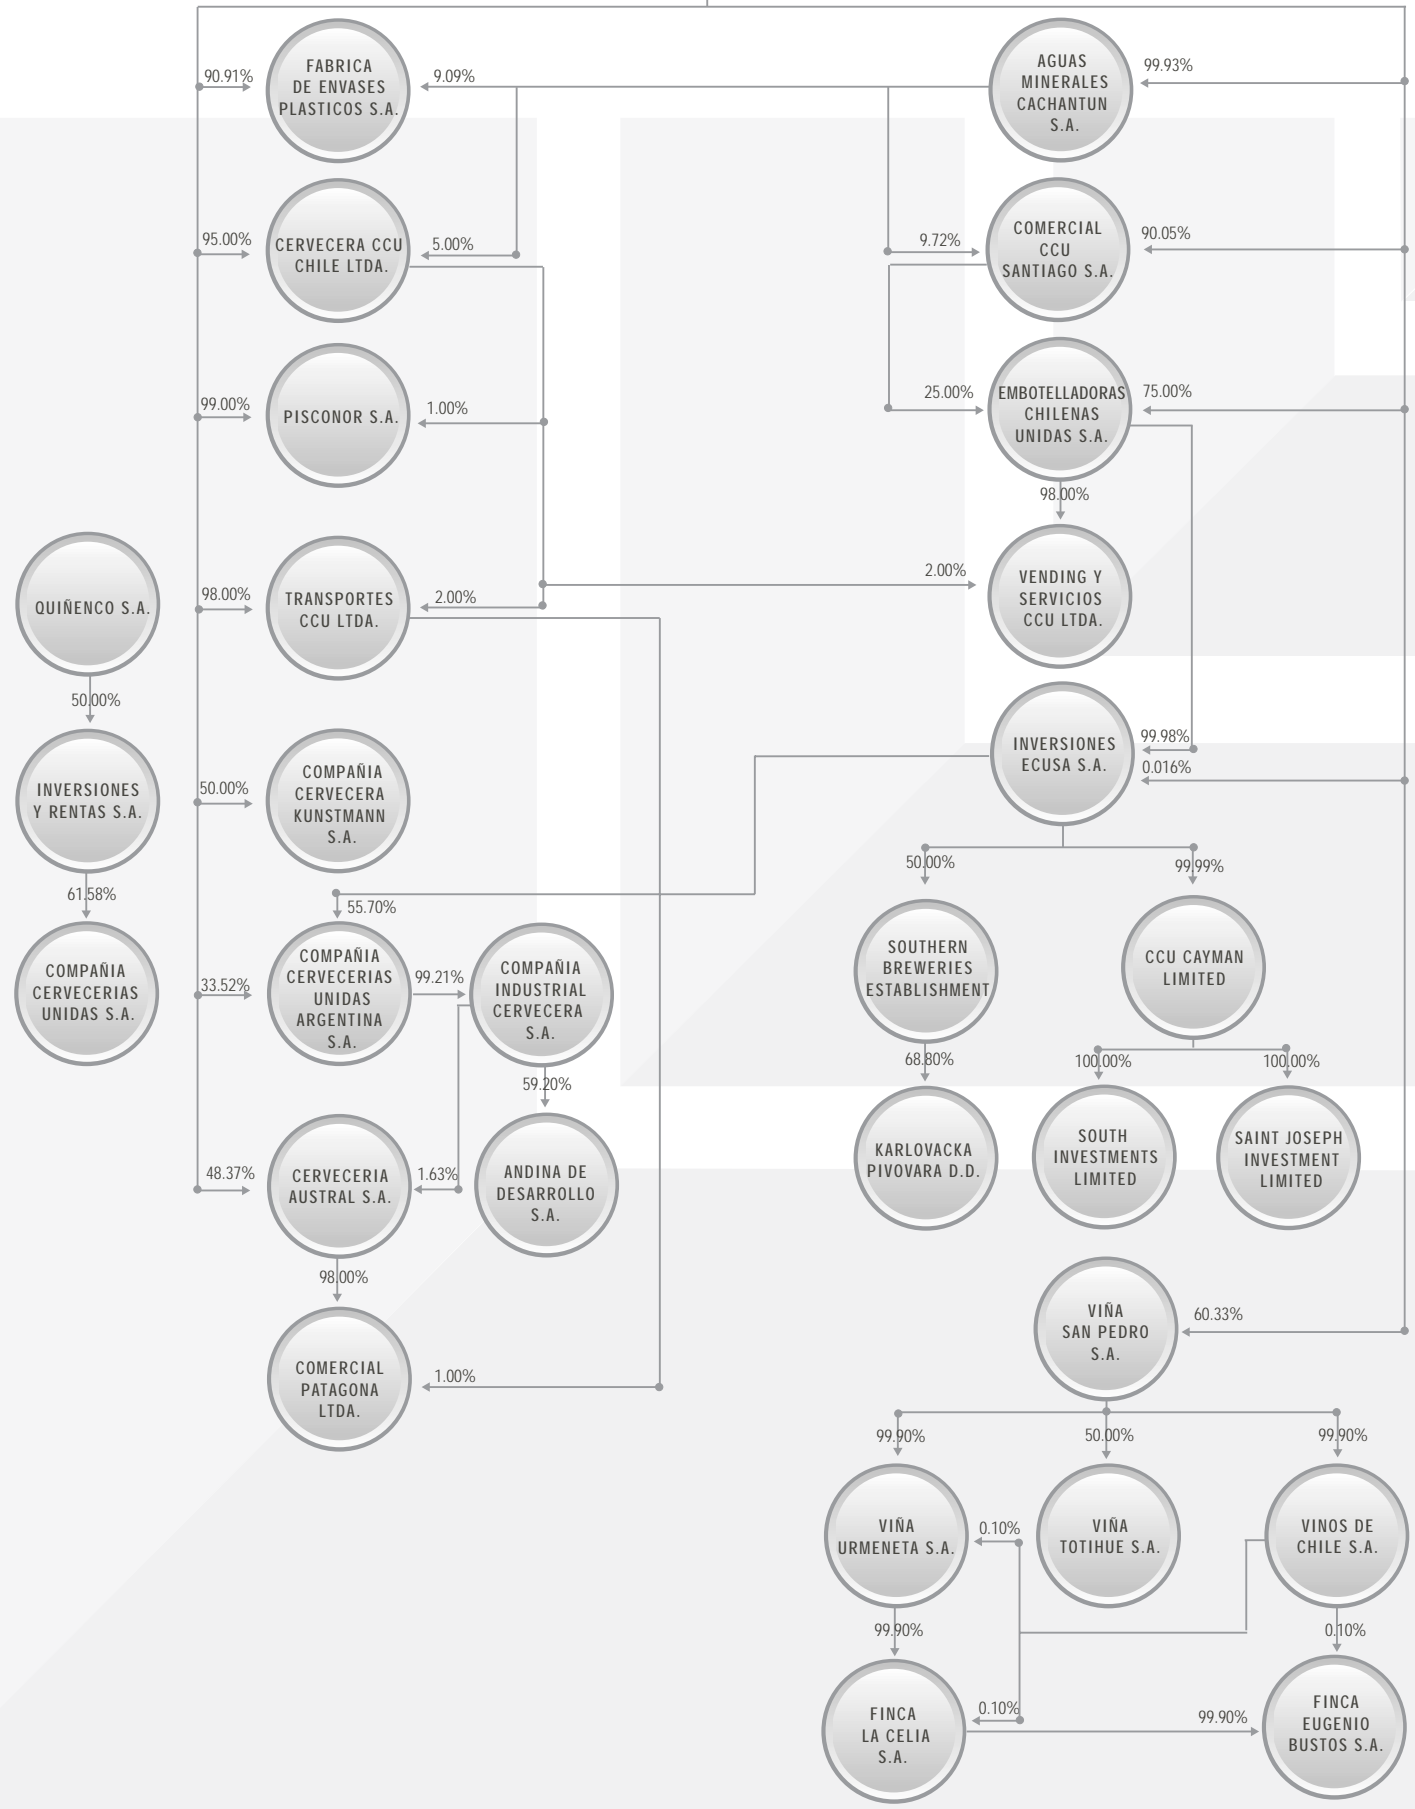 FABRICA
DE ENVASES
PLASTICOS S.A.
90.91%
9.09%
AGUAS
MINERALES
CACHANTUN
S.A.
99.93%
CERVECERA CCU
CHILE LTDA.
95.00%
5.00%
COMERCIAL
CCU
SANTIAGO S.A.
9.72%
90.05%
PISCONOR S.A.
99.00%
1.00%
EMBOTELLADORAS
CHILENAS
UNIDAS S.A.
25.00%
75.00%
98.00%
QUIÑENCO S.A.
50.00%
TRANSPORTES
CCU LTDA.
98.00%
2.00%
VENDING Y
SERVICIOS
CCU LTDA.
2.00%
INVERSIONES
Y RENTAS S.A.
61.58%
COMPAÑIA
CERVECERA
KUNSTMANN
S.A.
50.00%
INVERSIONES
ECUSA S.A.
99.98%
0.016%
50.00%
99.99%
COMPAÑIA
CERVECERIAS
UNIDAS S.A.
55.70%
33.52%
COMPAÑIA
CERVECERIAS
UNIDAS
ARGENTINA
S.A.
99.21%
COMPAÑIA
INDUSTRIAL
CERVECERA
S.A.
59.20%
SOUTHERN
BREWERIES
ESTABLISHMENT
68.80%
CCU CAYMAN
LIMITED
100.00%
100.00%
48.37%
CERVECERIA
AUSTRAL S.A.
1.63%
98.00%
ANDINA DE
DESARROLLO
S.A.
KARLOVACKA
PIVOVARA D.D.
SOUTH
INVESTMENTS
LIMITED
SAINT JOSEPH
INVESTMENT
LIMITED
COMERCIAL
PATAGONA
LTDA.
1.00%
VIÑA
SAN PEDRO
S.A.
60.33%
99.90%
50.00%
99.90%
VIÑA
URMENETA S.A.
0.10%
VIÑA
TOTIHUE S.A.
VINOS DE
CHILE S.A.
99.90%
0.10%
FINCA
LA CELIA
S.A.
0.10%
99.90%
FINCA
EUGENIO
BUSTOS S.A.